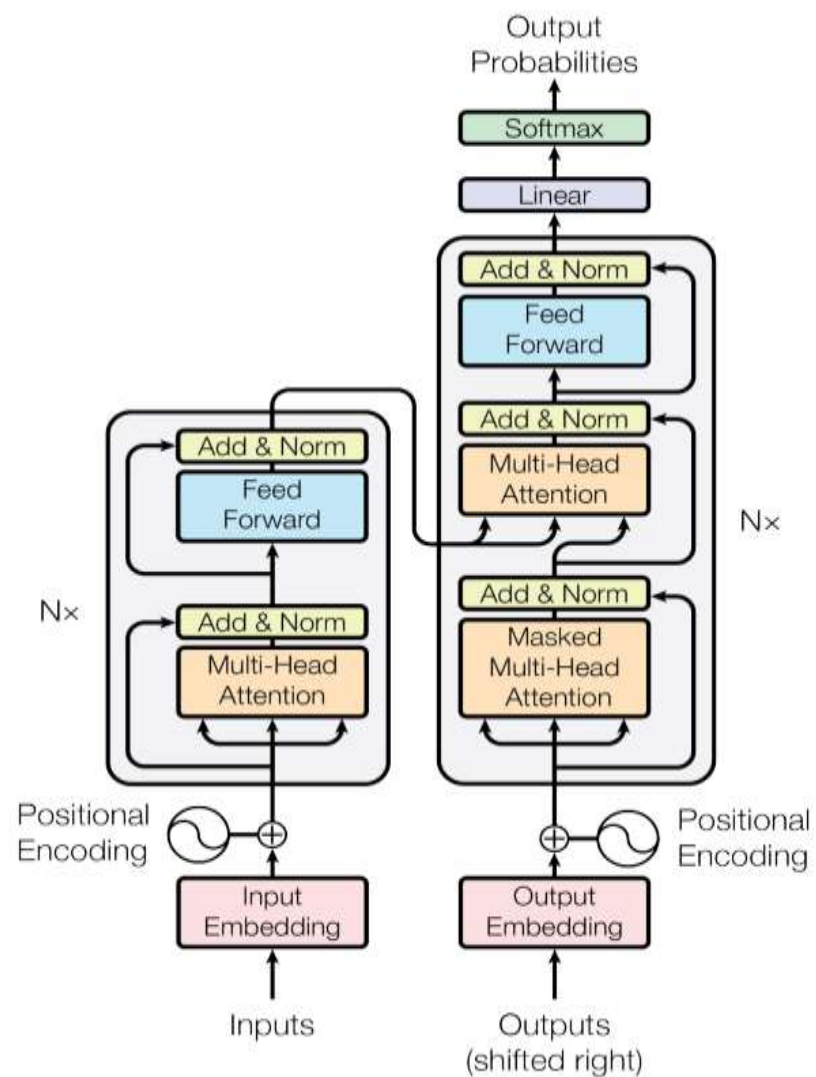 Output
Probabilities
Softmax
Linear
Add & Norm
Feed
Forward
Add & Norm
Multi-Head
Attention
Nx
Add & Norm
Masked
Multi-Head
Attention
Add & Norm
Feed
Forward
Nx
Add & Norm
Multi-Head
Attention
Positional
Encoding
Positional
Encoding
Input
Embedding
Output
Embedding
Inputs
Outputs
(shifted right)